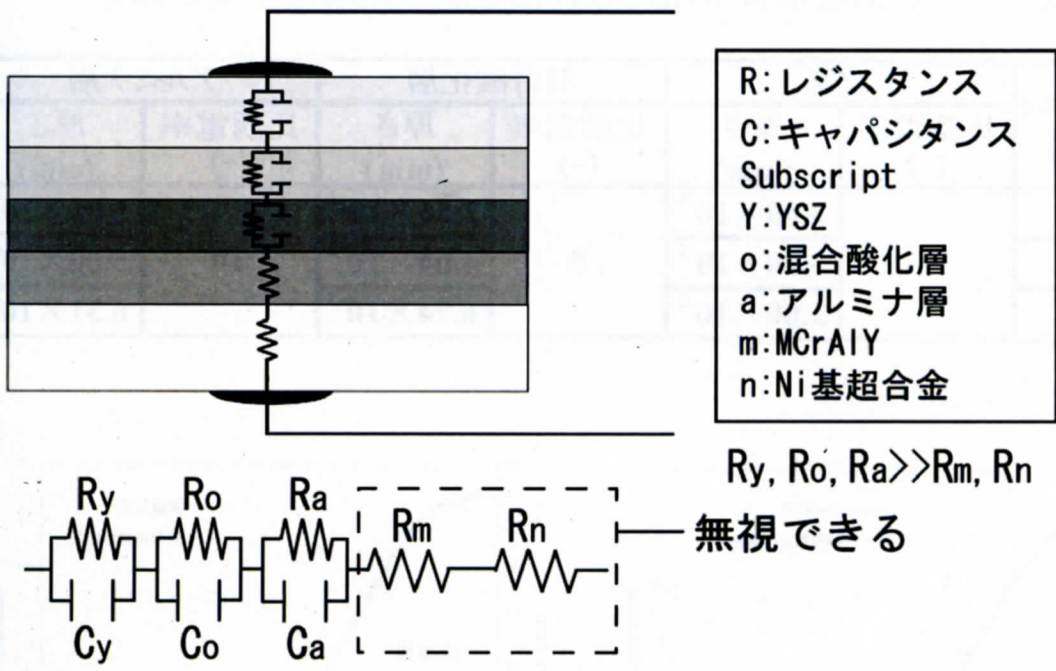 R:レジスタンス
C:キャパシタンス
Subscript
Y:YSZ
o:混合酸化層
a:アルミナ層
m:MCrAlY
n:Ni基超合金
Ry, Ro, Ra>>Rm, Rn
Ry Ro Ra
Rm Rn
無視できる
Cy Co Ca